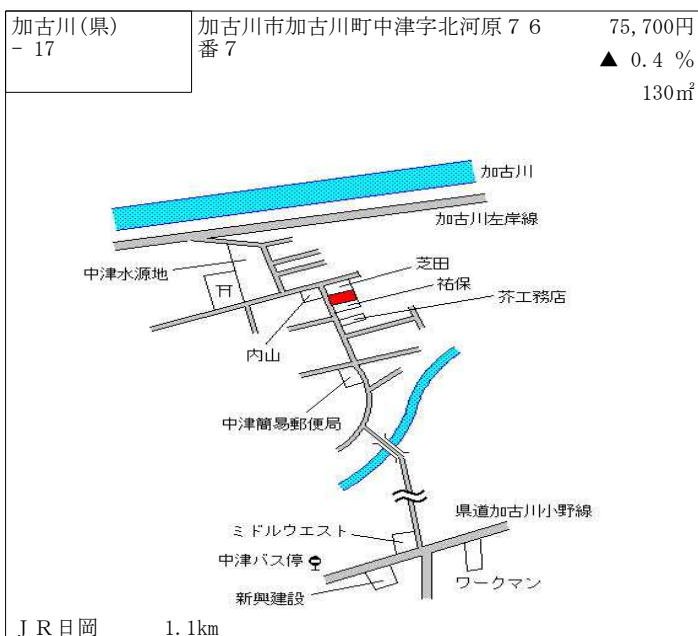 加古川(県)
- 17
加古川市加古川町中津字北河原７６
番７
75,700円
▲ 0.4 %
130㎡
加古川
加古川左岸線
芝田
中津水源地
祐保
芥工務店
内山
中津簡易郵便局
県道加古川小野線
ミドルウエスト
中津バス停
ワークマン
新興建設
ＪＲ日岡 1.1km